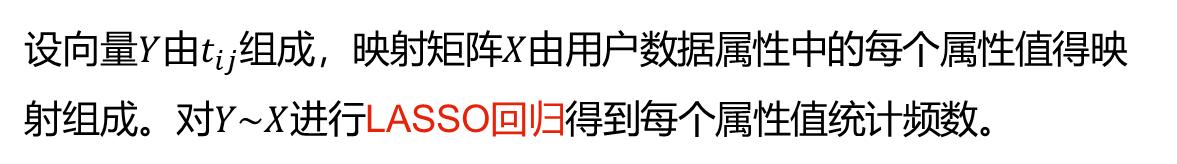 设向量𝑌由𝑡𝑖𝑗组成，映射矩阵𝑋由用户数据属性中的每个属性值得映
射组成。对𝑌~𝑋进行LASSO回归得到每个属性值统计频数。